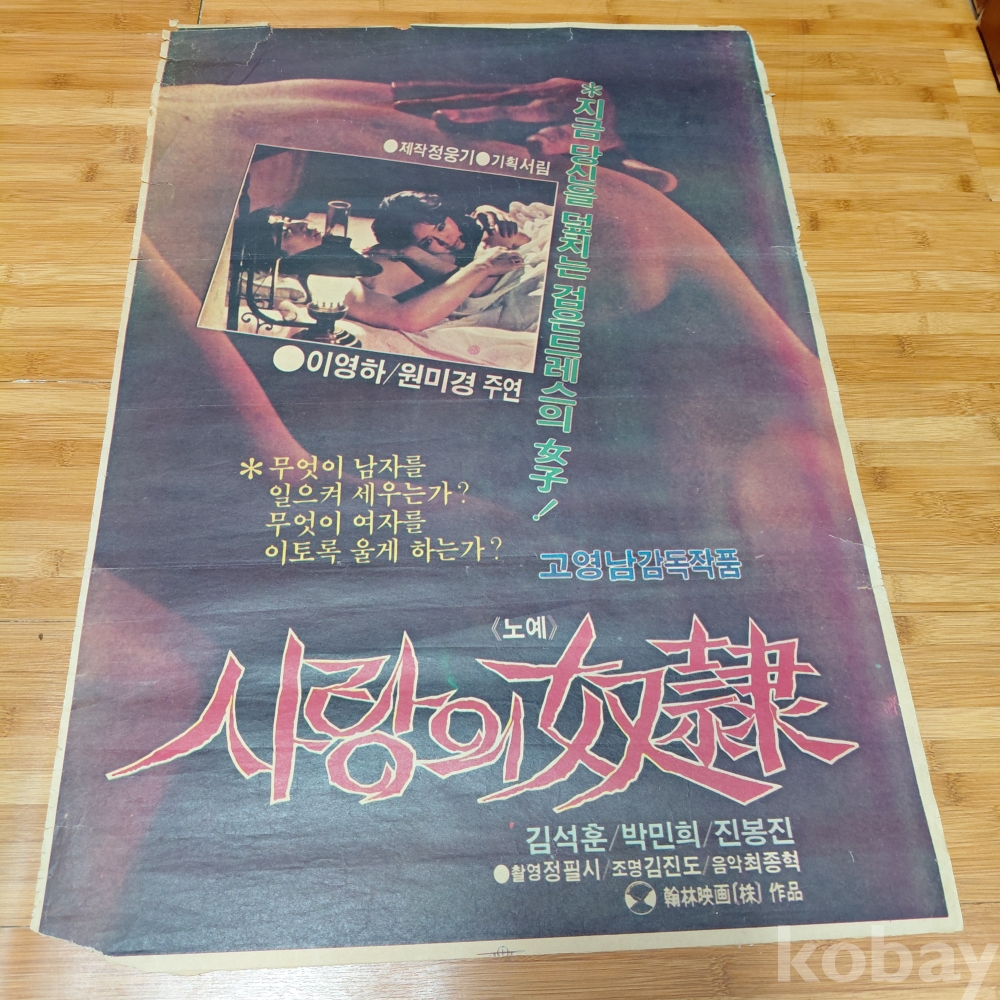 *지금 당신을 덮치는 검은드레스의 女子!
●제작정웅기●기획서림
●이영하/원미경 주연
*무엇이 남자를
일으켜 세우는가?
무엇이 여자를
이토록 울게 하는가?
고영남감독작품
《노예》
사랑의奴隷
김석훈/박민희/진봉진
●촬영정필시/조명김진도/음악최종혁
翰林映画(株) 作品
kobay